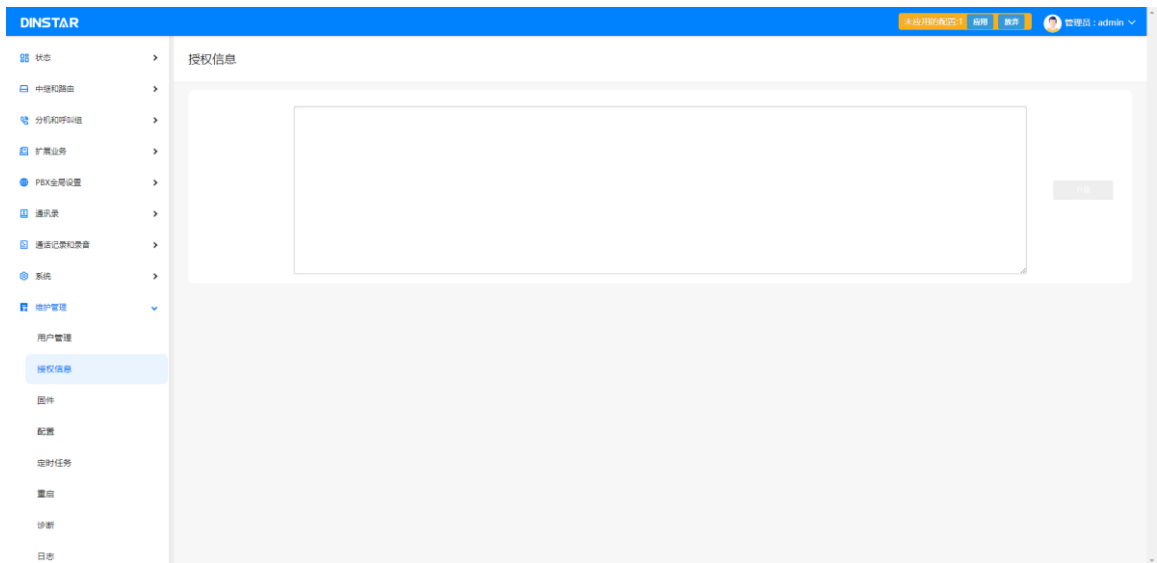 DINSTAR
未应用的配置:1 应用 放弃 管理员 : admin
状态
授权信息
中继和路由
分机和呼叫组
扩展业务
PBX全局设置
通讯录
通话记录和录音
系统
维护管理
用户管理
授权信息
固件
配置
定时任务
重启
诊断
日志